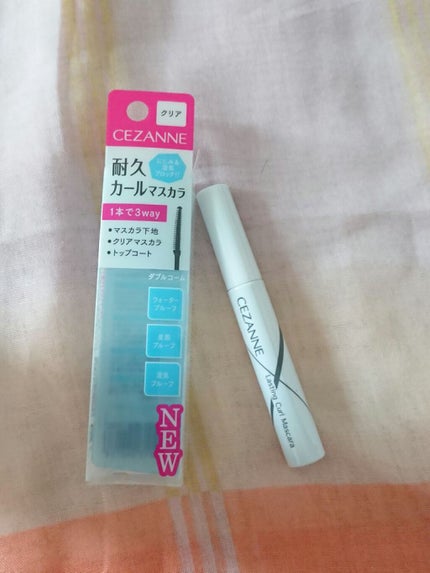 クリア
CEZANNE
耐久
カールマスカラ
にじみ&
湿気
ブロック!!
1本で3way
•マスカラ下地
•クリアマスカラ
•トップコート
ダブルコーム
ウォーター
プルーフ
皮脂
プルーフ
湿気
プルーフ
NEW
CEZANNE
Lasting Curl Mascara